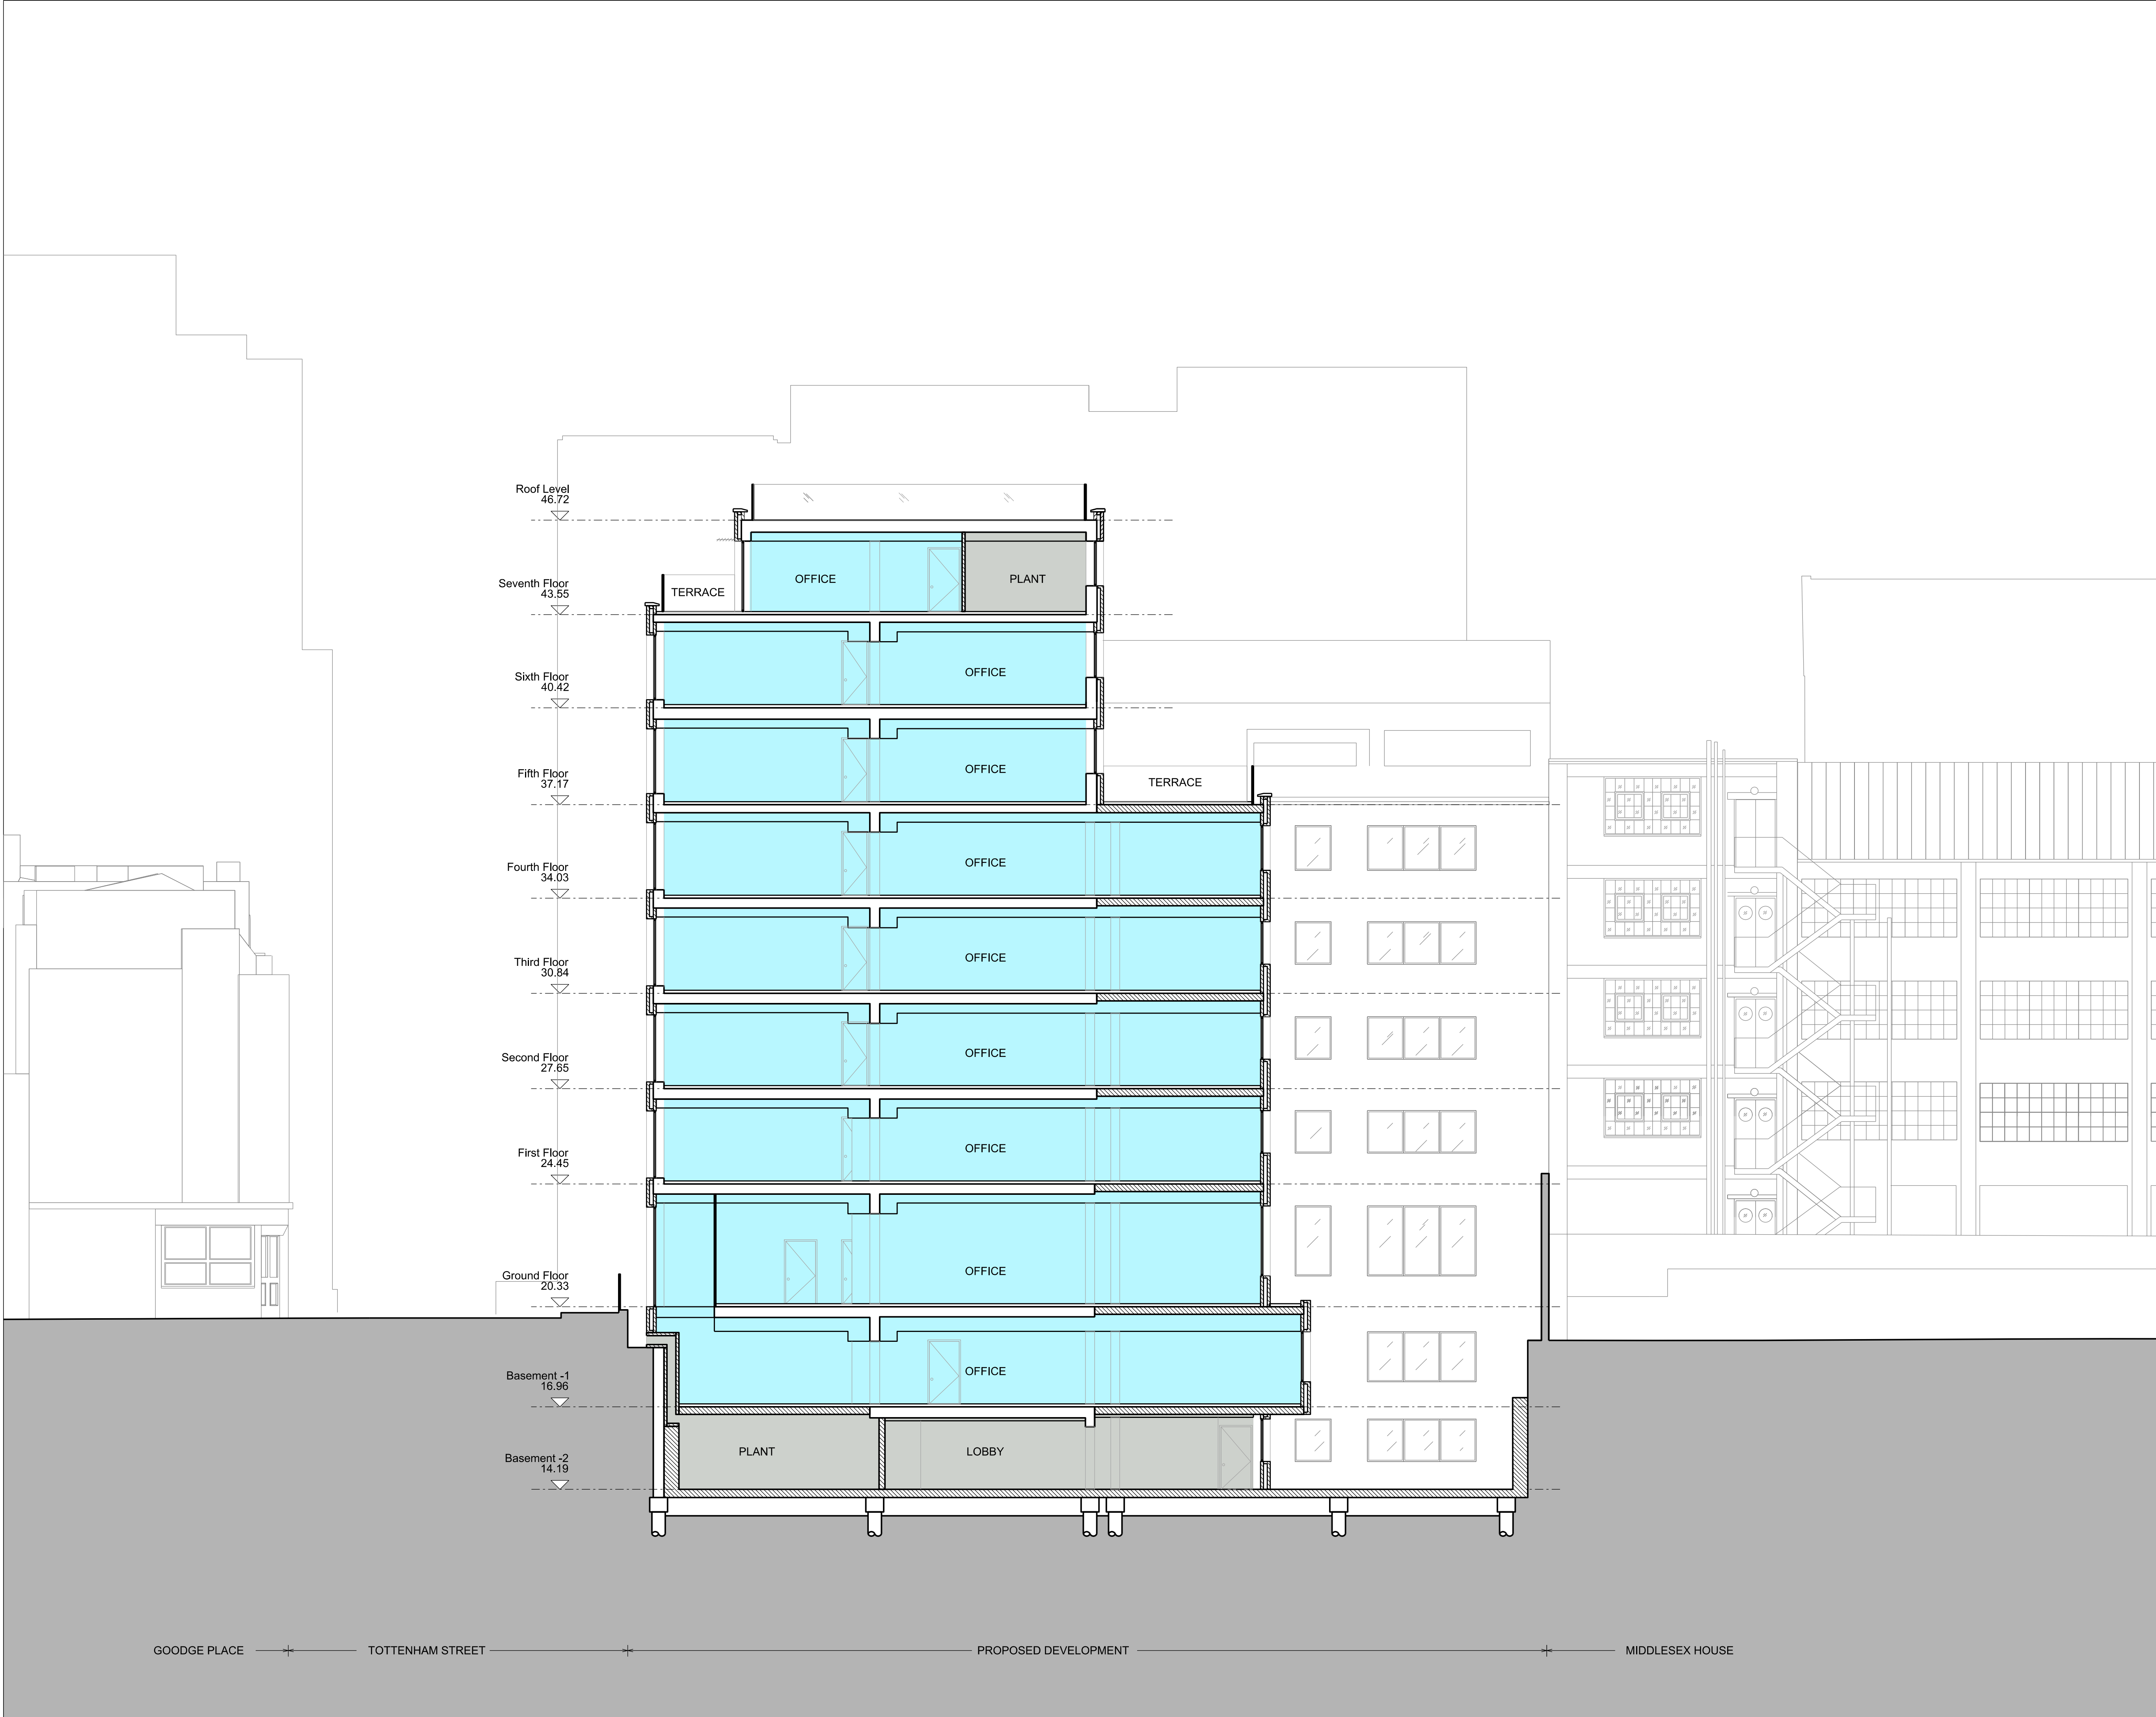 Roof Level
46.72
Seventh Floor
43.55
TERRACE
OFFICE
PLANT
Sixth Floor
40.42
OFFICE
Fifth Floor
37.17
OFFICE
TERRACE
Fourth Floor
34.03
OFFICE
Third Floor
30.84
OFFICE
Second Floor
27.65
OFFICE
First Floor
24.45
OFFICE
Ground Floor
20.33
OFFICE
Basement -1
16.96
OFFICE
Basement -2
14.19
PLANT
LOBBY
GOODGE PLACE
TOTTENHAM STREET
PROPOSED DEVELOPMENT
MIDDLESEX HOUSE